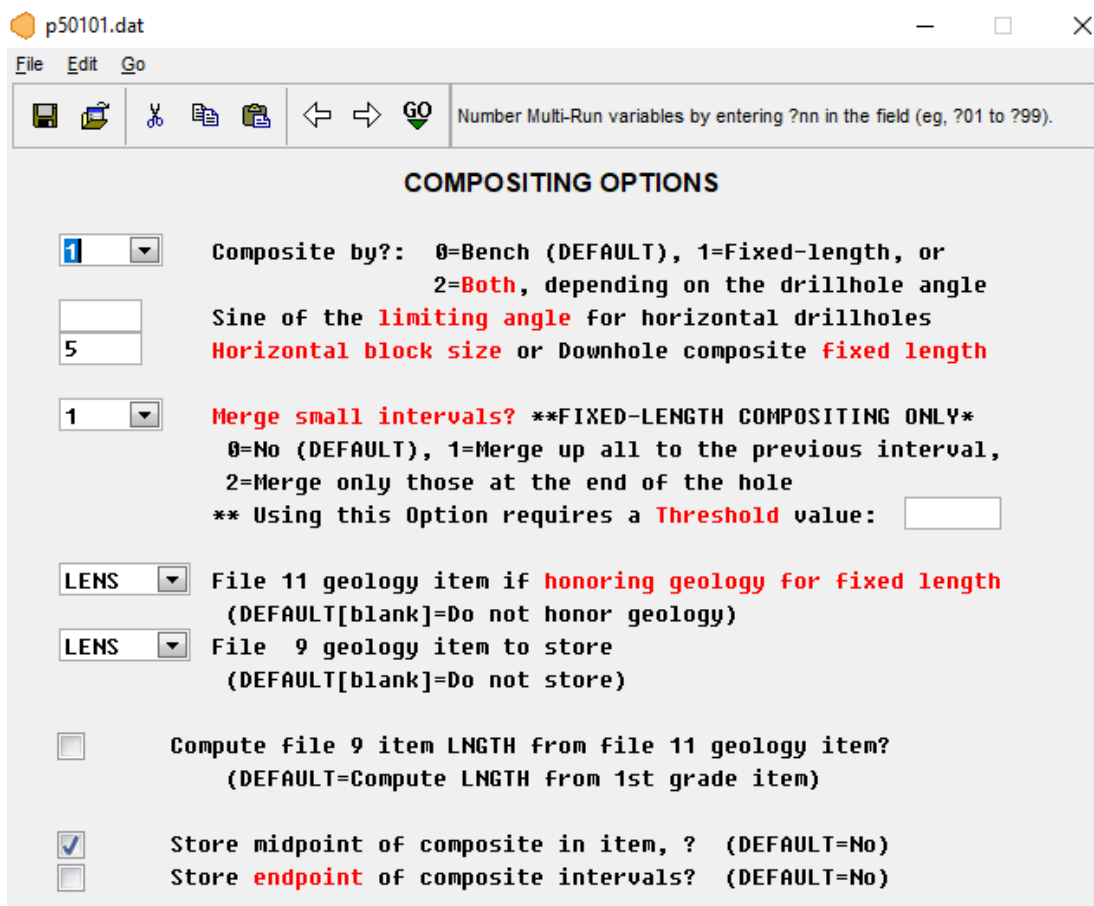 p50101.dat
File Edit Go
GO Number Multi-Run variables by entering ?nn in the field (eg, ?01 to ?99).
COMPOSITING OPTIONS
1 Composite by?: 0=Bench (DEFAULT), 1=Fixed-length, or
2=Both, depending on the drillhole angle
Sine of the limiting angle for horizontal drillholes
5 Horizontal block size or Downhole composite fixed length
1 Merge small intervals? **FIXED-LENGTH COMPOSITING ONLY*
0=No (DEFAULT), 1=Merge up all to the previous interval,
2=Merge only those at the end of the hole
** Using this Option requires a Threshold value:
LENS File 11 geology item if honoring geology for fixed length
(DEFAULT[blank]=Do not honor geology)
LENS File 9 geology item to store
(DEFAULT[blank]=Do not store)
Compute file 9 item LNGTH from file 11 geology item?
(DEFAULT=Compute LNGTH from 1st grade item)
Store midpoint of composite in item, ? (DEFAULT=No)
Store endpoint of composite intervals? (DEFAULT=No)